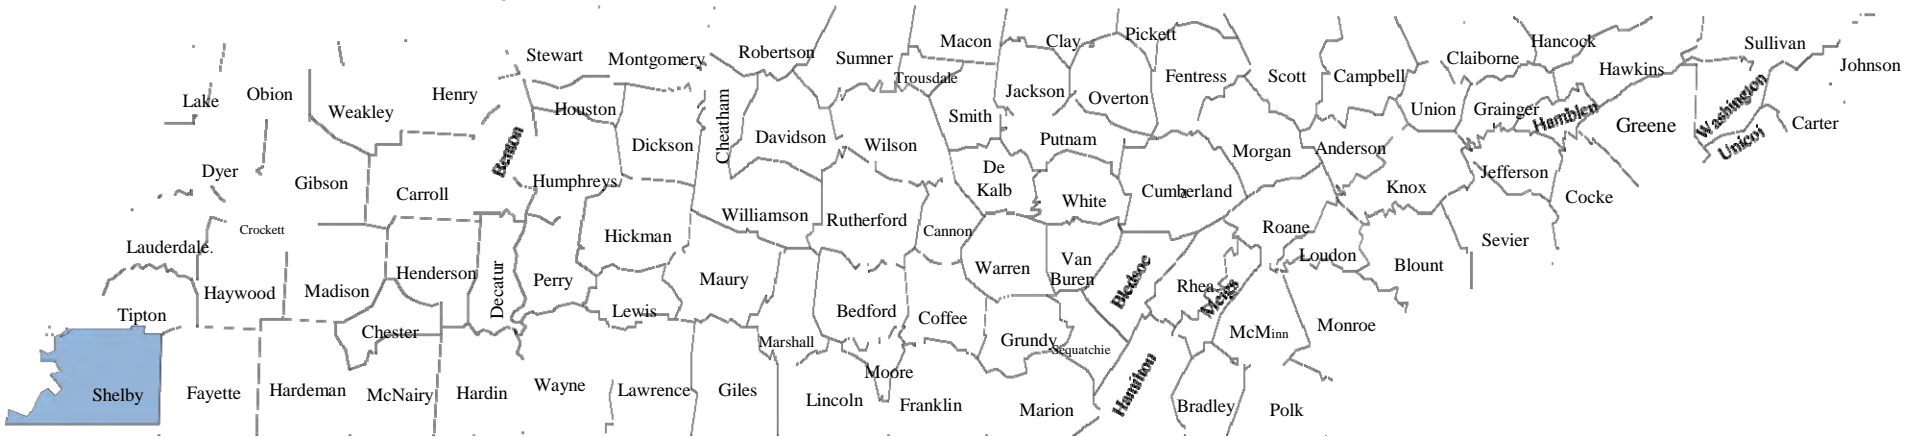 Stewart
Montgomery
Robertson
Sumner
Macon
Clay
Pickett
Hancock
Sullivan
Claiborne
Johnson
Lake
Obion
Weakley
Henry
Houston
Cheatham
Trousdale
Jackson
Overton
Fentress
Scott
Campbell
Union
Grainger
Hamblen
Hawkins
Greene
Washington
Unicoi
Carter
Benton
Dickson
Davidson
Wilson
Smith
Putnam
Morgan
Anderson
Dyer
Gibson
Carroll
Humphreys
De
Kalb
White
Cumberland
Knox
Jefferson
Cocke
Crockett
Lauderdale.
Hickman
Williamson
Rutherford
Cannon
Roane
Loudon
Sevier
Blount
Haywood
Madison
Henderson
Decatur
Perry
Maury
Warren
Van
Buren
Bledsoe
Rhea
Meigs
Tipton
Chester
Lewis
Marshall
Bedford
Coffee
Grundy
Sequatchie
McMinn
Monroe
Shelby
Fayette
Hardeman
McNairy
Hardin
Wayne
Lawrence
Giles
Lincoln
Moore
Franklin
Marion
Hamilton
Bradley
Polk